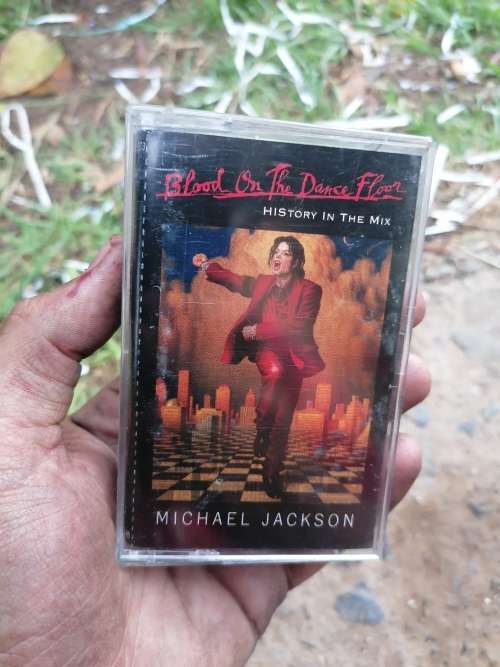 Blood On The Dance Floor
HIStory In The Mix
MICHAEL JACKSON